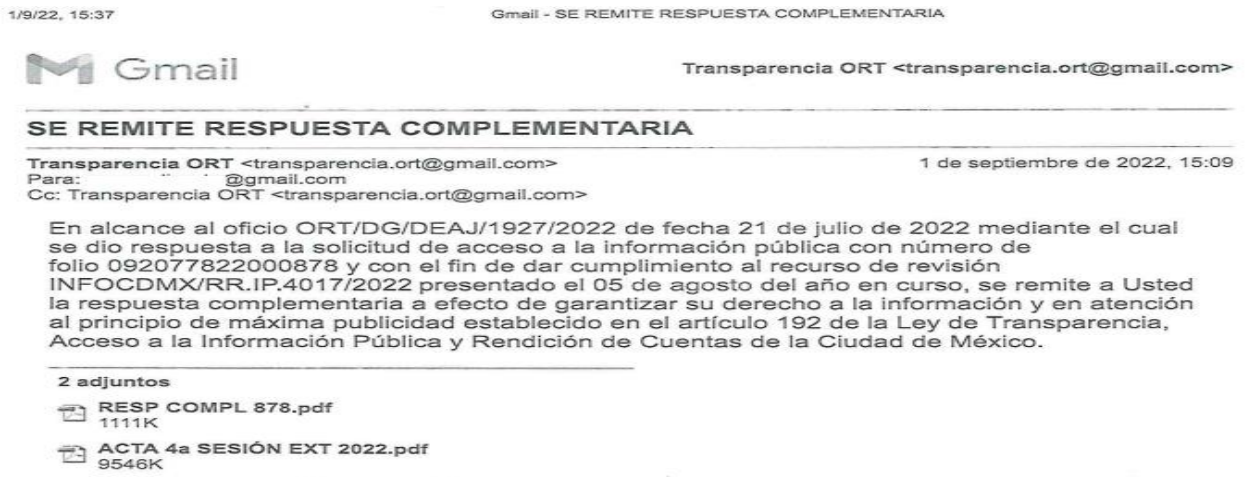 1/9/22, 15:37 Gmail - SE REMITE RESPUESTA COMPLEMENTARIA
Gmail Transparencia ORT <transparencia.ort@gmail.com>
SE REMITE RESPUESTA COMPLEMENTARIA
Transparencia ORT <transparencia.ort@gmail.com> 1 de septiembre de 2022, 15:09
Para: @gmail.com
Cc: Transparencia ORT <transparencia.ort@gmail.com>
En alcance al oficio ORT/DG/DEAJ/1927/2022 de fecha 21 de julio de 2022 mediante el cual
se dio respuesta a la solicitud de acceso a la información pública con número de
folio 092077822000878 y con el fin de dar cumplimiento al recurso de revisión
INFOCDMX/RR.IP.4017/2022 presentado el 05 de agosto del año en curso, se remite a Usted
la respuesta complementaria a efecto de garantizar su derecho a la información y en atención
al principio de máxima publicidad establecido en el artículo 192 de la Ley de Transparencia,
Acceso a la Información Pública y Rendición de Cuentas de la Ciudad de México.
2 adjuntos
RESP COMPL 878.pdf
1111K
ACTA 4a SESIÓN EXT 2022.pdf
9546K